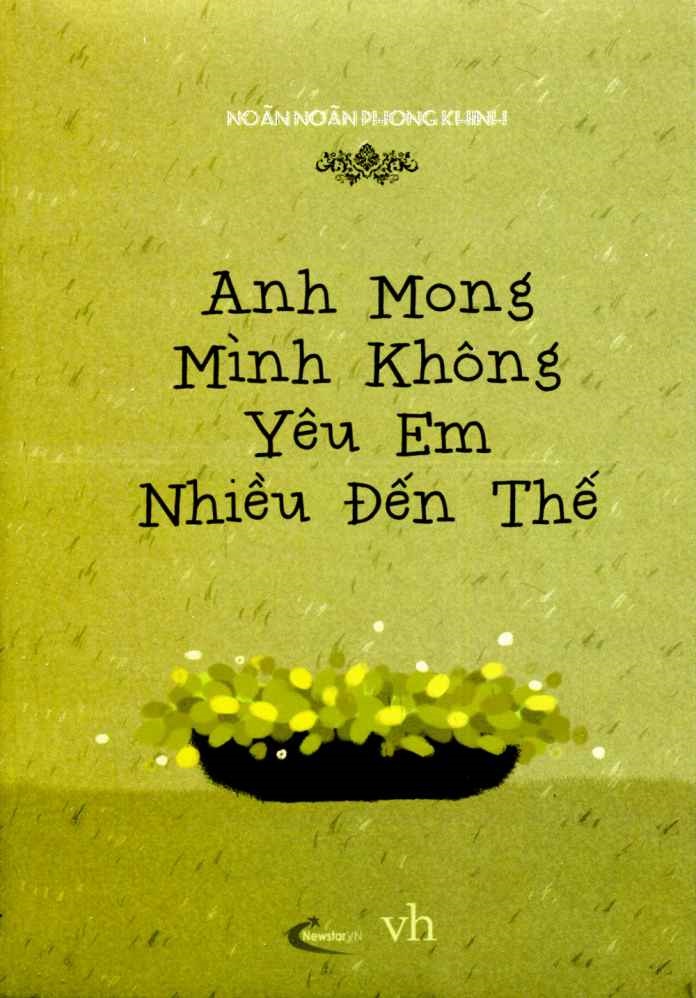 NOÃN NOÃN PHONG KHINH
Anh Mong
Mình Không
Yêu Em
Nhiều Đến Thế
NewstarVN
vh